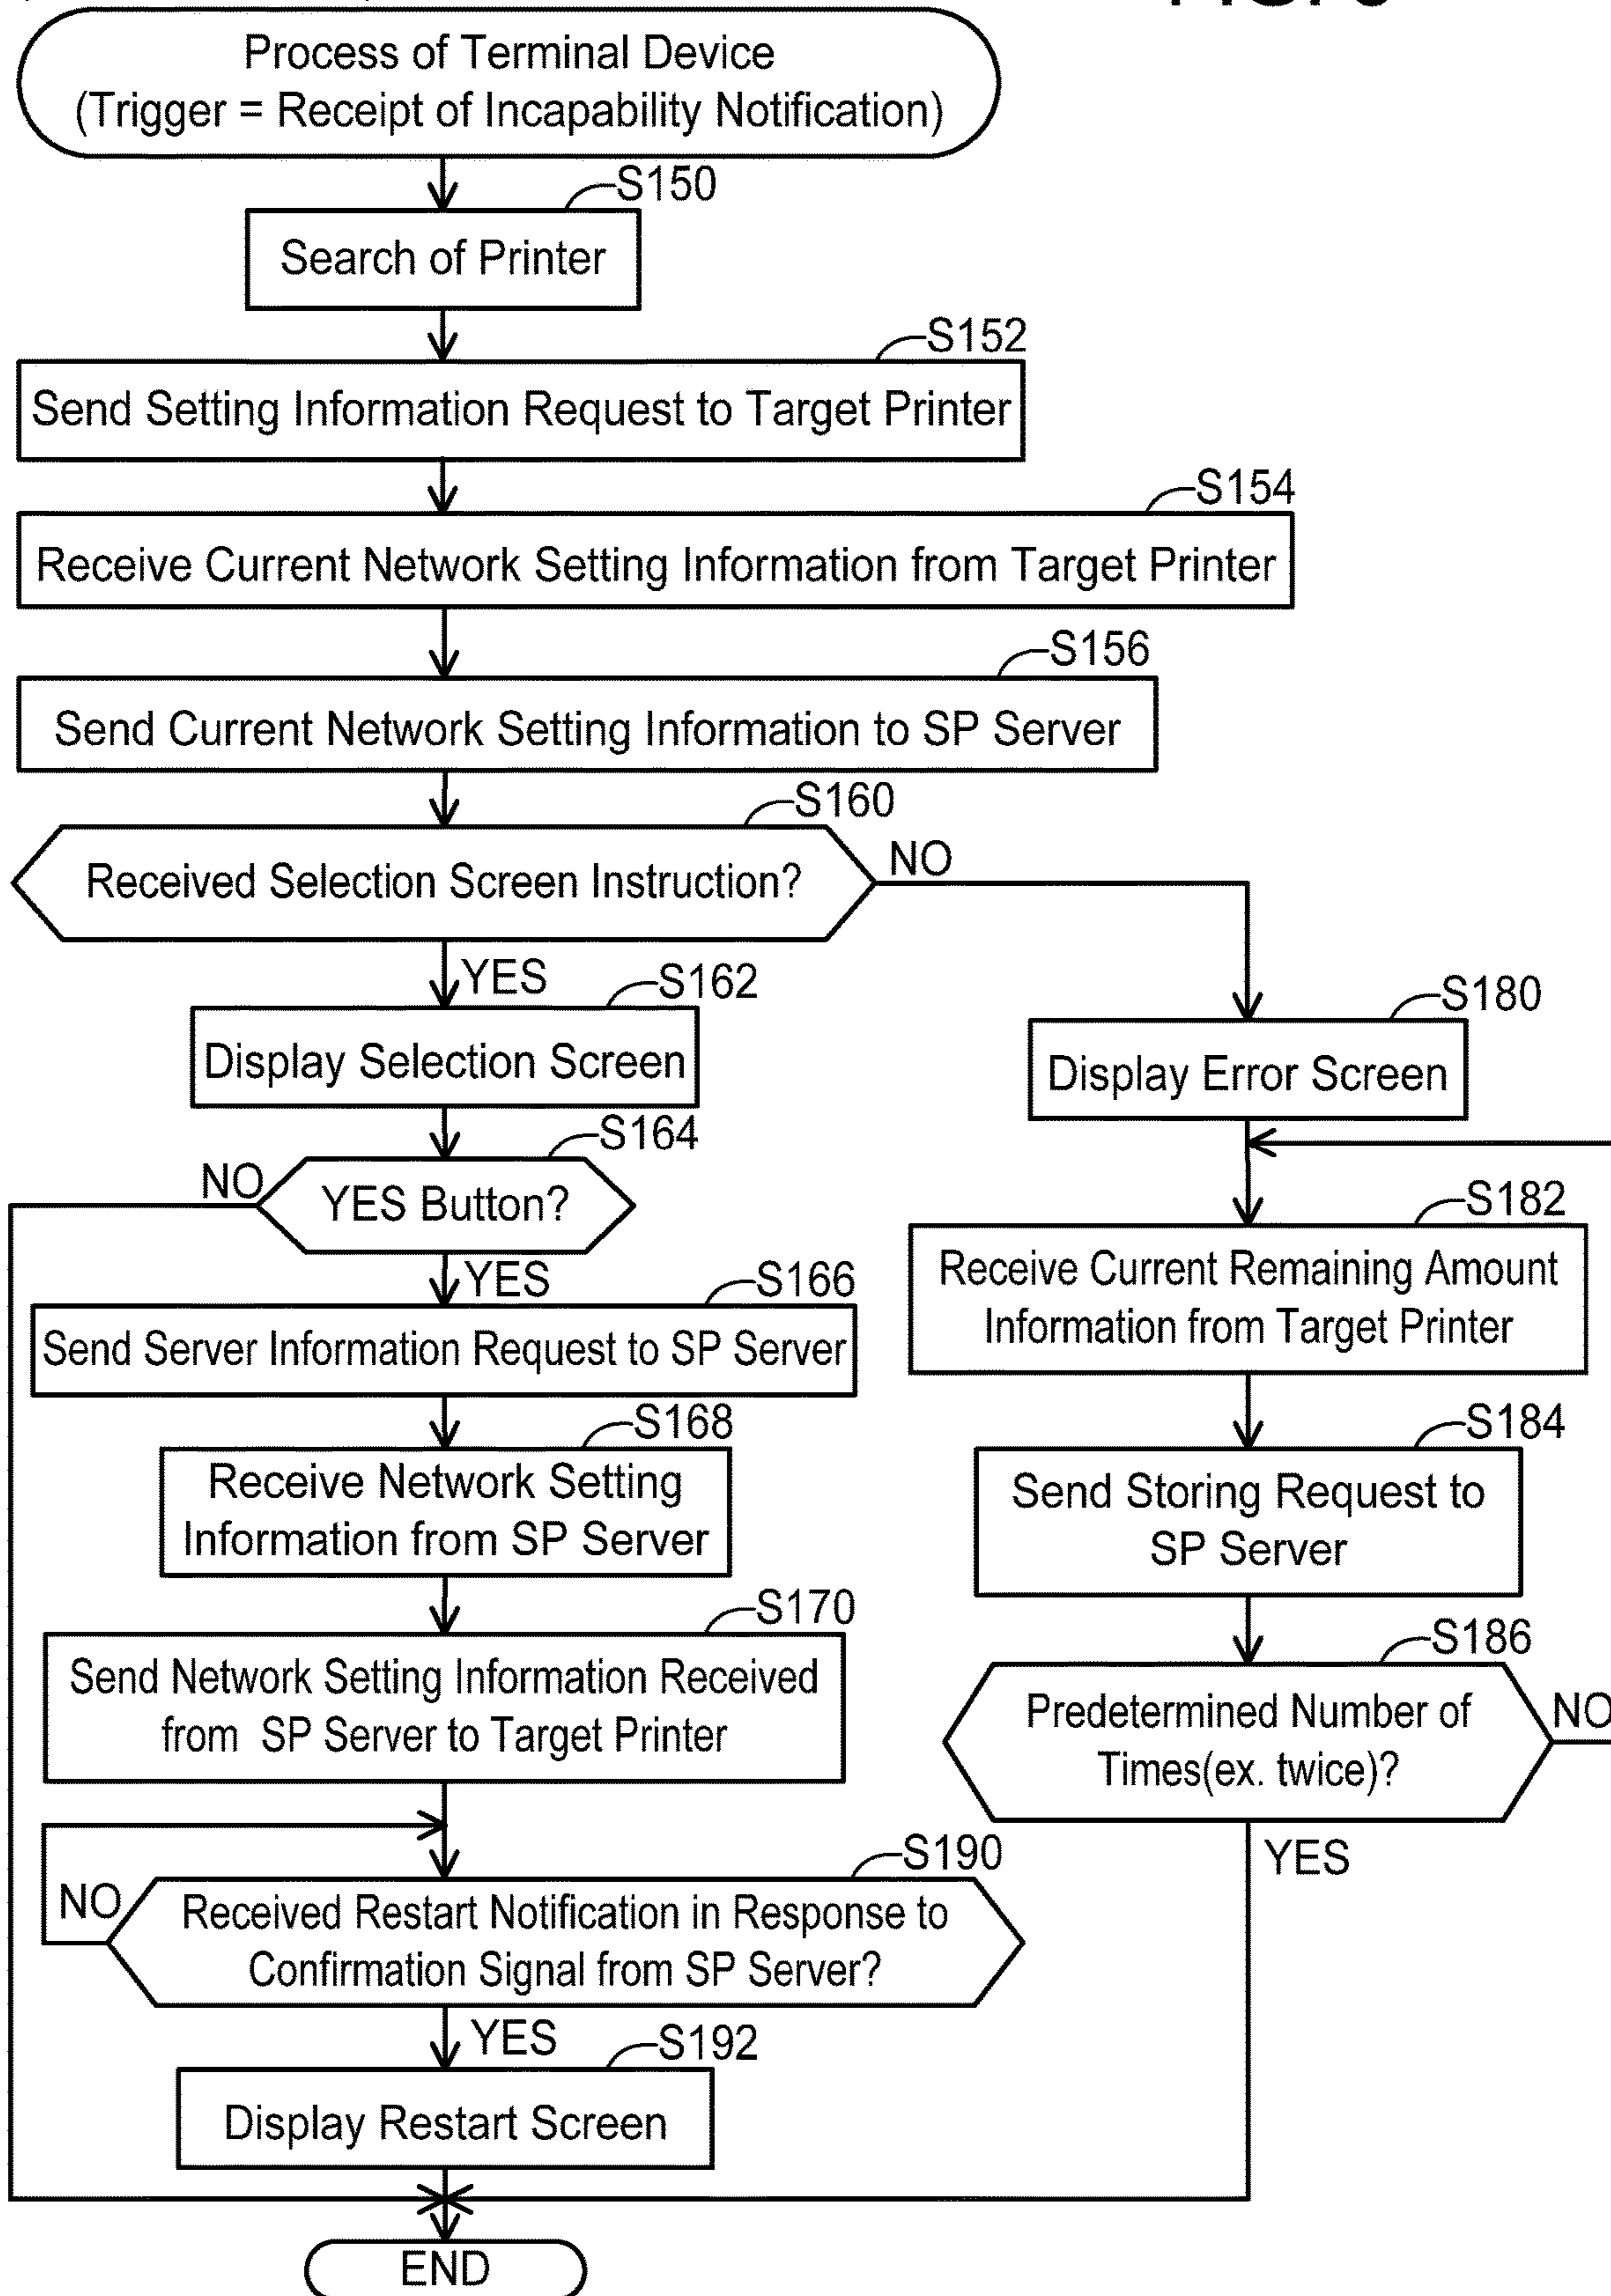 Process of Terminal Device
(Trigger = Receipt of Incapability Notification)
S150
Search of Printer
S152
Send Setting Information Request to Target Printer
S154
Receive Current Network Setting Information from Target Printer
S156
Send Current Network Setting Information to SP Server
S160
Received Selection Screen Instruction?
NO
YES
S162
Display Selection Screen
S164
NO
YES Button?
YES
S166
Send Server Information Request to SP Server
S168
Receive Network Setting
Information from SP Server
S170
Send Network Setting Information Received
from SP Server to Target Printer
S190
NO
Received Restart Notification in Response to
Confirmation Signal from SP Server?
YES
S192
Display Restart Screen
S180
Display Error Screen
S182
Receive Current Remaining Amount
Information from Target Printer
S184
Send Storing Request to
SP Server
S186
Predetermined Number of
Times(ex. twice)?
NO
YES
END